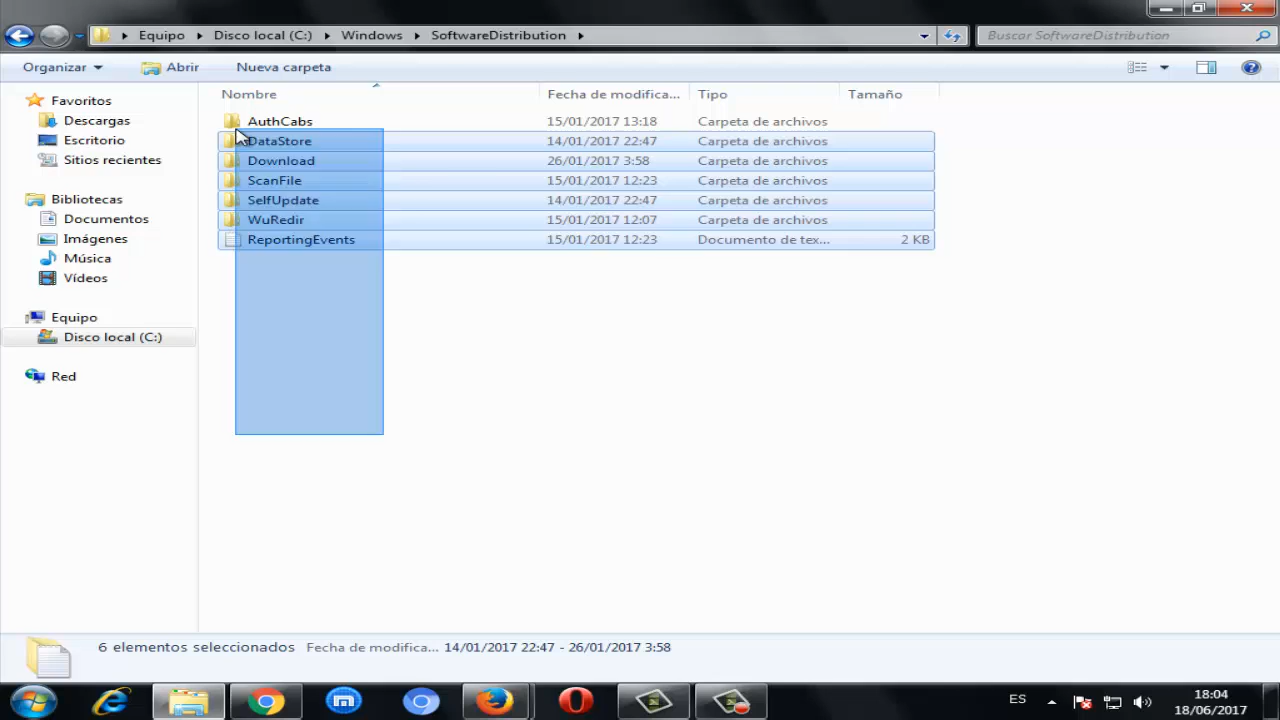 Equipo Disco local (C:) Windows SoftwareDistribution Buscar SoftwareDistribution
Organizar Abrir Nueva carpeta
Nombre Fecha de modifica... Tipo Tamaño
Favoritos
Descargas
Escritorio
Sitios recientes
Bibliotecas
Documentos
Imágenes
Música
Vídeos
Equipo
Disco local (C:)
Red
AuthCabs 15/01/2017 13:18 Carpeta de archivos
DataStore 14/01/2017 22:47 Carpeta de archivos
Download 26/01/2017 3:58 Carpeta de archivos
ScanFile 15/01/2017 12:23 Carpeta de archivos
SelfUpdate 14/01/2017 22:47 Carpeta de archivos
WuRedir 15/01/2017 12:07 Carpeta de archivos
ReportingEvents 15/01/2017 12:23 Documento de tex... 2 KB
6 elementos seleccionados Fecha de modifica... 14/01/2017 22:47 - 26/01/2017 3:58
ES
18:04
18/06/2017